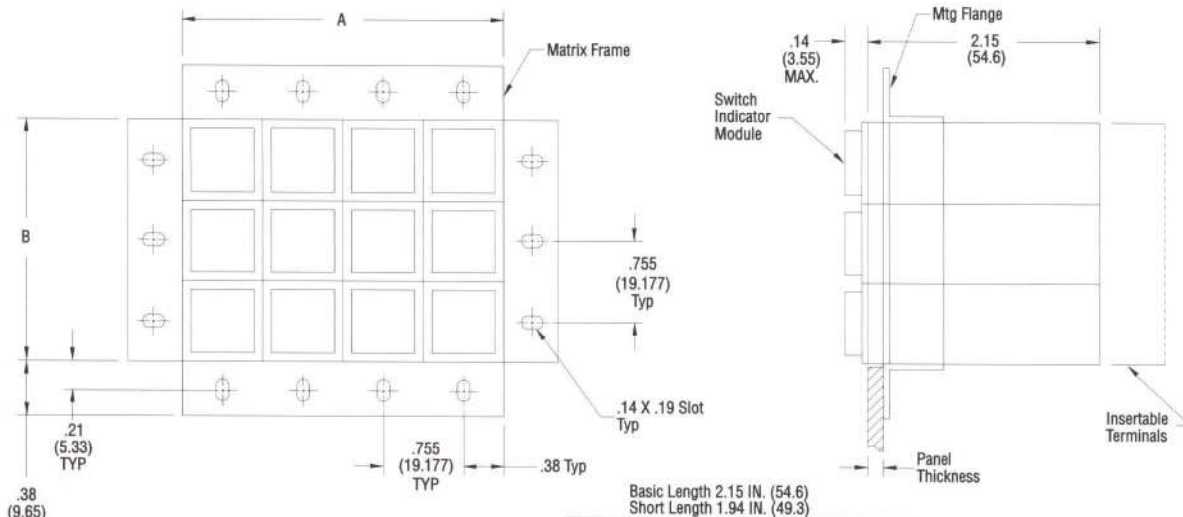 A
Matrix Frame
B
.755
(19.177)
Typ
.21
(5.33)
TYP
.755
(19.177)
TYP
.38 Typ
.14 X .19 Slot
Typ
.38
(9.65)
Mtg Flange
.14
(3.55)
MAX.
2.15
(54.6)
Switch
Indicator
Module
Insertable
Terminals
Panel
Thickness
Basic Length 2.15 IN. (54.6)
Short Length 1.94 IN. (49.3)